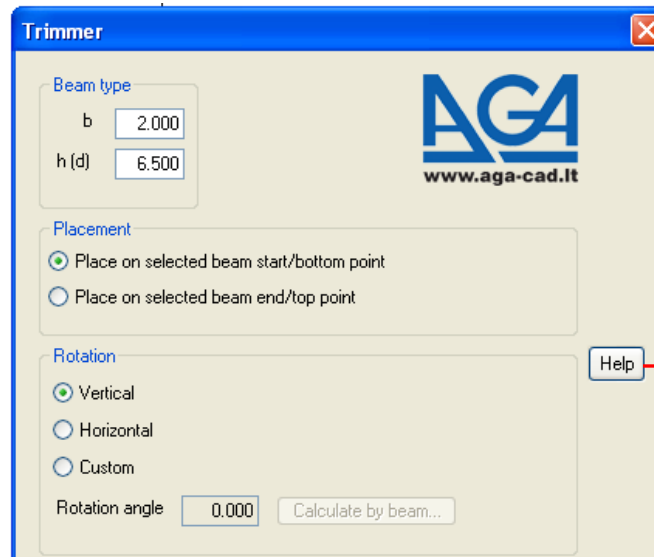 Trimmer
Beam type
b 2.000
h (d) 6.500
AGA
www.aga-cad.lt
Placement
Place on selected beam start/bottom point
Place on selected beam end/top point
Rotation
Vertical
Horizontal
Custom
Rotation angle 0.000 Calculate by beam...
Help